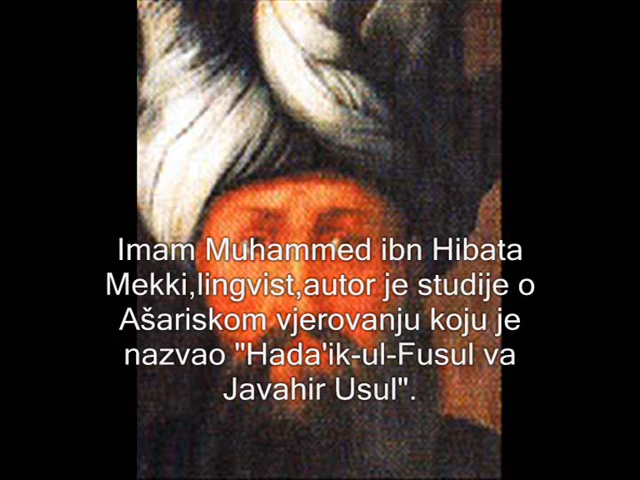 Imam Muhammed ibn Hibata
Mekki,lingvist,autor je studije o
Ašariskom vjerovanju koju je
nazvao "Hada'ik-ul-Fusul va
Javahir Usul".